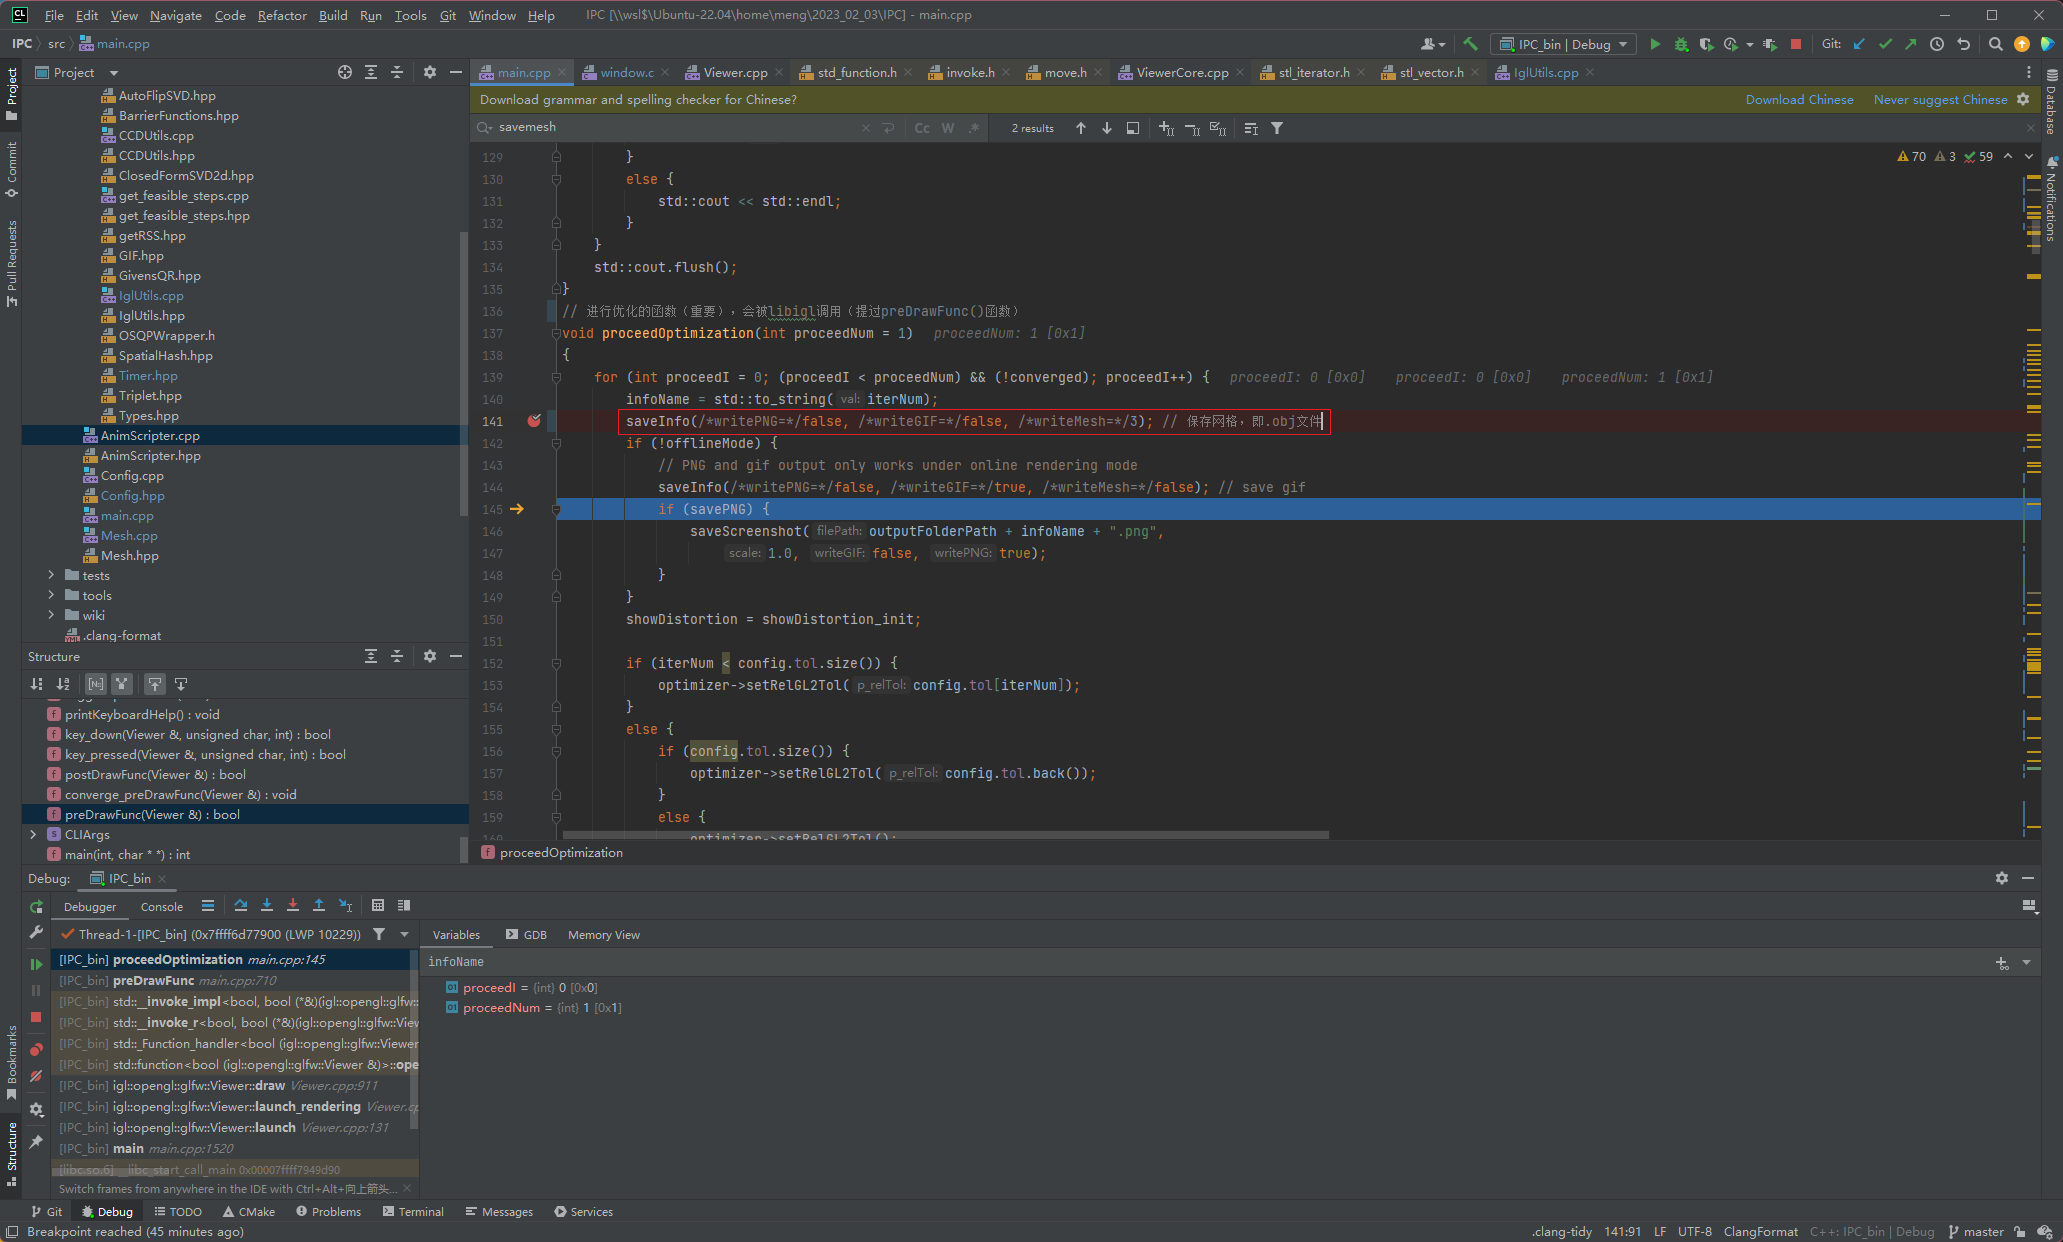 File Edit View Navigate Code Refactor Build Run Tools Git Window Help IPC [\\wsl$\Ubuntu-22.04\home\meng\2023_02_03\IPC] - main.cpp
IPC src main.cpp IPC_bin | Debug Git:
Project main.cpp window.c Viewer.cpp std_function.h invoke.h move.h ViewerCore.cpp stl_iterator.h stl_vector.h IglUtils.cpp
Download grammar and spelling checker for Chinese? Download Chinese Never suggest Chinese
savemesh Cc W .* 2 results
70 3 59
Project
Commit
Pull Requests
Bookmarks
Structure
Database
Notifications
AutoFlipSVD.hpp
BarrierFunctions.hpp
CCDUtils.cpp
CCDUtils.hpp
ClosedFormSVD2d.hpp
get_feasible_steps.cpp
get_feasible_steps.hpp
getRSS.hpp
GIF.hpp
GivensQR.hpp
IglUtils.cpp
IglUtils.hpp
OSQPWrapper.h
SpatialHash.hpp
Timer.hpp
Triplet.hpp
Types.hpp
AnimScripter.cpp
AnimScripter.hpp
Config.cpp
Config.hpp
main.cpp
Mesh.cpp
Mesh.hpp
tests
tools
wiki
.clang-format
Structure
printKeyboardHelp() : void
key_down(Viewer &, unsigned char, int) : bool
key_pressed(Viewer &, unsigned char, int) : bool
postDrawFunc(Viewer &) : bool
converge_preDrawFunc(Viewer &) : void
preDrawFunc(Viewer &) : bool
CLIArgs
main(int, char * *) : int
129 }
130 else {
131 std::cout << std::endl;
132 }
133 }
134 std::cout.flush();
135 }
136 // 进行优化的函数（重要），会被libigl调用（提过preDrawFunc()函数）
137 void proceedOptimization(int proceedNum = 1) proceedNum: 1 [0x1]
138 {
139 for (int proceedI = 0; (proceedI < proceedNum) && (!converged); proceedI++) { proceedI: 0 [0x0] proceedI: 0 [0x0] proceedNum: 1 [0x1]
140 infoName = std::to_string( val: iterNum);
141 saveInfo(/*writePNG=*/false, /*writeGIF=*/false, /*writeMesh=*/3); // 保存网格，即.obj文件
142 if (!offlineMode) {
143 // PNG and gif output only works under online rendering mode
144 saveInfo(/*writePNG=*/false, /*writeGIF=*/true, /*writeMesh=*/false); // save gif
145 if (savePNG) {
146 saveScreenshot( filePath: outputFolderPath + infoName + ".png",
147 scale: 1.0, writeGIF: false, writePNG: true);
148 }
149 }
150 showDistortion = showDistortion_init;
151
152 if (iterNum < config.tol.size()) {
153 optimizer->setRelGL2Tol( p_relTol: config.tol[iterNum]);
154 }
155 else {
156 if (config.tol.size()) {
157 optimizer->setRelGL2Tol( p_relTol: config.tol.back());
158 }
159 else {
160 optimizer->setRelGL2Tol();
proceedOptimization
Debug: IPC_bin
Debugger Console
Thread-1-[IPC_bin] (0x7ffff6d77900 (LWP 10229))
[IPC_bin] proceedOptimization main.cpp:145
[IPC_bin] preDrawFunc main.cpp:710
[IPC_bin] std::__invoke_impl<bool, bool (*&)(igl::opengl::glfw::
[IPC_bin] std::__invoke_r<bool, bool (*&)(igl::opengl::glfw::View
[IPC_bin] std::_Function_handler<bool (igl::opengl::glfw::Viewer
[IPC_bin] std::function<bool (igl::opengl::glfw::Viewer &)>::ope
[IPC_bin] igl::opengl::glfw::Viewer::draw Viewer.cpp:911
[IPC_bin] igl::opengl::glfw::Viewer::launch_rendering Viewer.cp
[IPC_bin] igl::opengl::glfw::Viewer::launch Viewer.cpp:131
[IPC_bin] main main.cpp:1520
[libc.so.6] __libc_start_call_main 0x00007ffff7949d90
Switch frames from anywhere in the IDE with Ctrl+Alt+向上箭头...
Variables GDB Memory View
infoName
proceedI = {int} 0 [0x0]
proceedNum = {int} 1 [0x1]
Git Debug TODO CMake Problems Terminal Messages Services
Breakpoint reached (45 minutes ago) .clang-tidy 141:91 LF UTF-8 ClangFormat C++: IPC_bin | Debug master